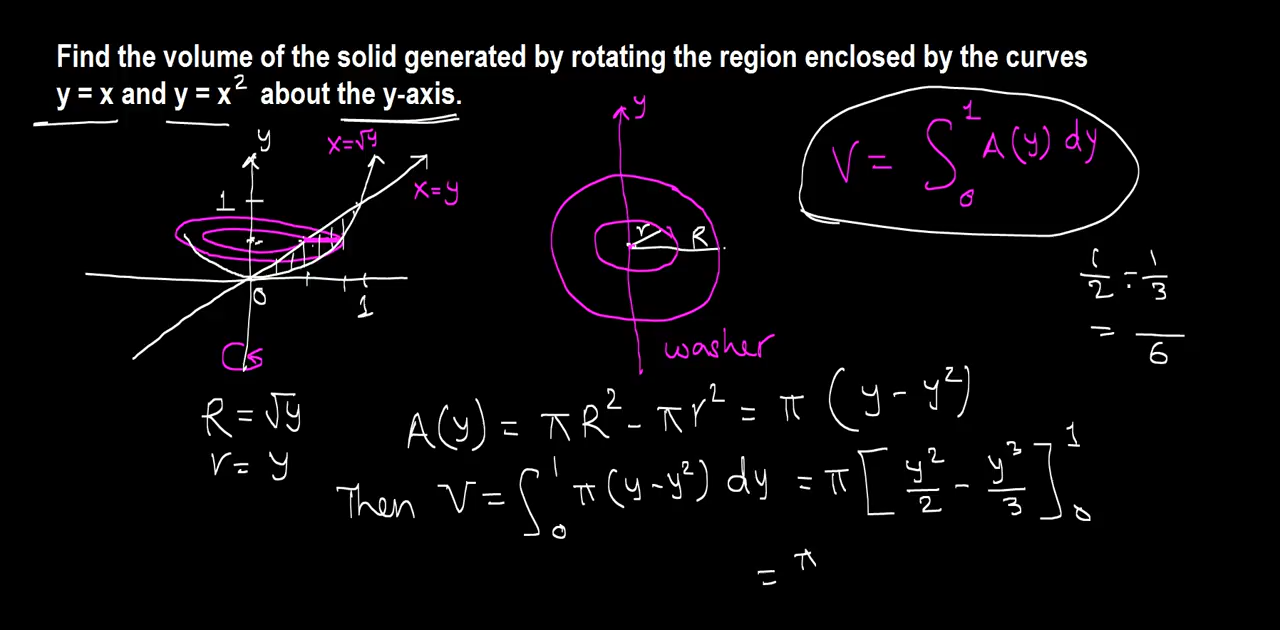 Find the volume of the solid generated by rotating the region enclosed by the curves
y = x and y = x² about the y-axis.
y
x=√y
x=y
1
0
1
y
r
R
washer
V = ∫₀¹ A(y) dy
1/2 - 1/3
= /6
R = √y
r = y
A(y) = πR² - πr² = π (y - y²)
Then V = ∫₀¹ π(y-y²) dy = π [y²/2 - y³/3]₀¹
= π